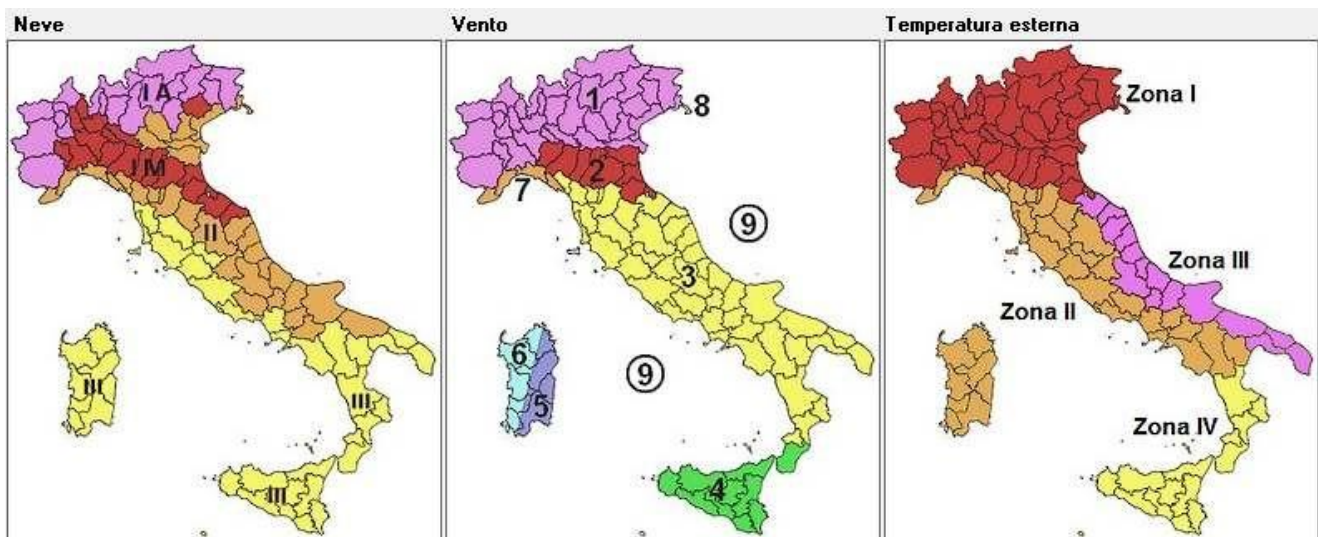 Neve
I A
I M
II
III
III
III
Vento
1
8
2
7
9
3
6
9
5
4
Temperatura esterna
Zona I
Zona III
Zona II
Zona IV